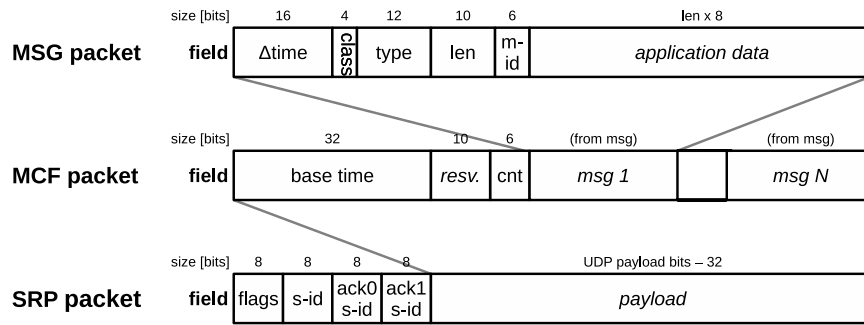 size [bits] 16 4 12 10 6 len x 8
MSG packet field Δtime class type len m-id application data
size [bits] 32 10 6 (from msg) (from msg)
MCF packet field base time resv. cnt msg 1 msg N
size [bits] 8 8 8 8 UDP payload bits – 32
SRP packet field flags s-id ack0 s-id ack1 s-id payload